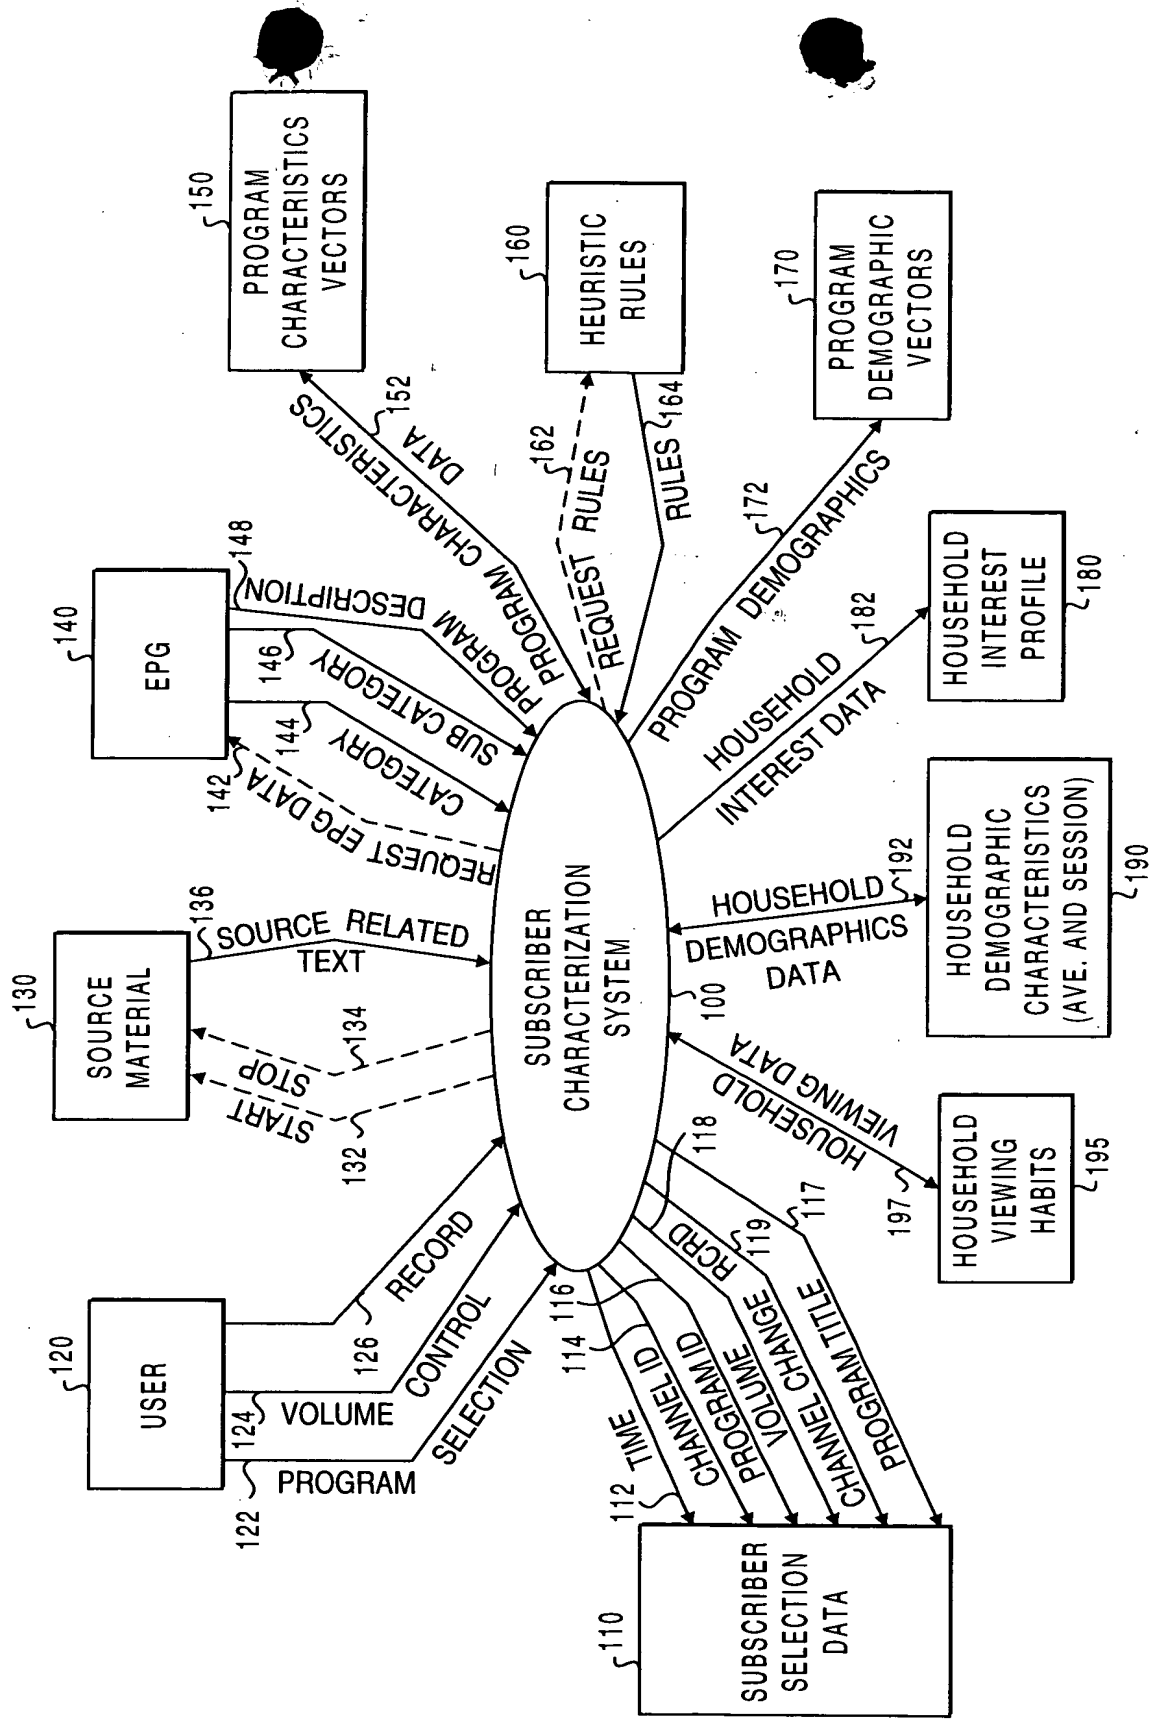 120
USER
122
PROGRAM
SELECTION
124
VOLUME
CONTROL
126
RECORD
130
SOURCE
MATERIAL
132
START
134
STOP
136
SOURCE RELATED
TEXT
140
EPG
142
REQUEST EPG DATA
144
CATEGORY
146
SUB CATEGORY
148
PROGRAM DESCRIPTION
150
PROGRAM
CHARACTERISTICS
VECTORS
152
PROGRAM CHARACTERISTICS
DATA
160
HEURISTIC
RULES
162
REQUEST RULES
RULES
164
170
PROGRAM
DEMOGRAPHIC
VECTORS
172
PROGRAM DEMOGRAPHICS
SUBSCRIBER
CHARACTERIZATION
SYSTEM
100
110
SUBSCRIBER
SELECTION
DATA
112
TIME
114
CHANNEL ID
116
PROGRAM ID
VOLUME
VOLUME
CHANGE
118
RCRD
119
CHANNEL CHANGE
117
PROGRAM TITLE
197
HOUSEHOLD
VIEWING DATA
HOUSEHOLD
VIEWING
HABITS
195
HOUSEHOLD
192
DEMOGRAPHICS
DATA
HOUSEHOLD
DEMOGRAPHIC
CHARACTERISTICS
(AVE. AND SESSION)
190
HOUSEHOLD
182
INTEREST DATA
HOUSEHOLD
INTEREST
PROFILE
180